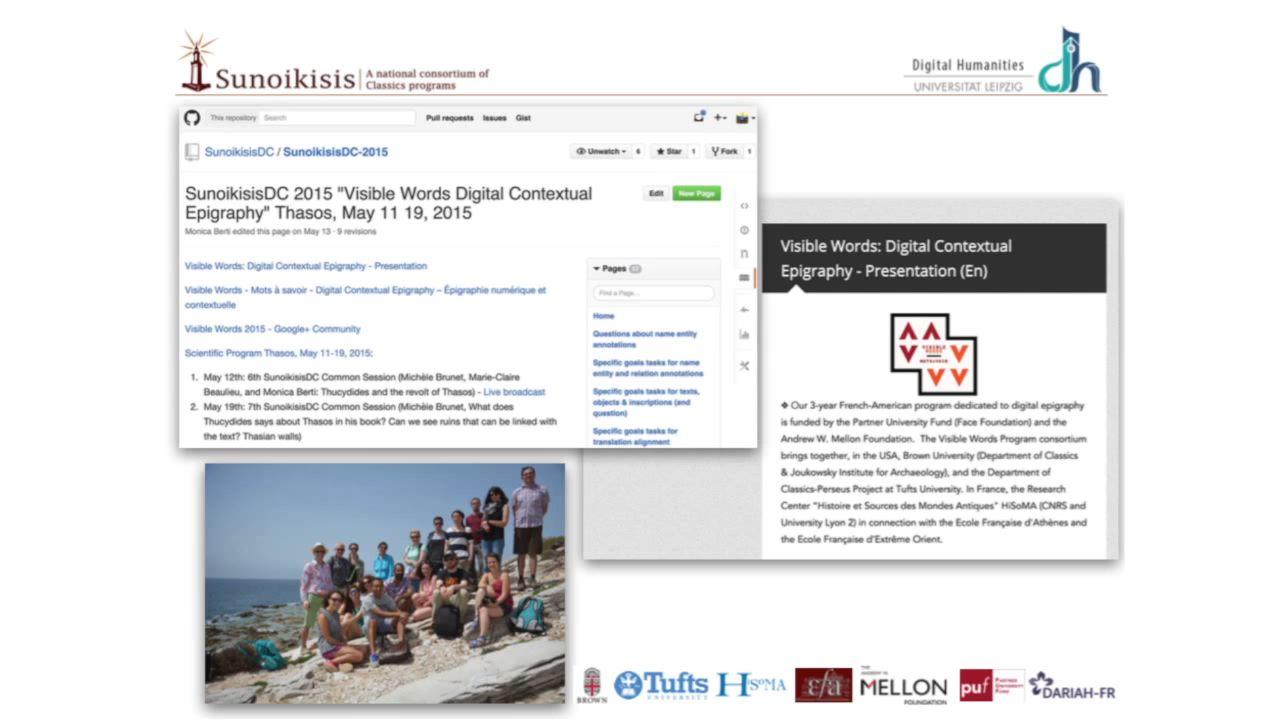 Sunoikisis
A national consortium of
Classics programs
Digital Humanities
UNIVERSITÄT LEIPZIG
dh
This repository
Search
Pull requests Issues Gist
SunoikisisDC / SunoikisisDC-2015
Unwatch 6 Star 1 Fork 1
SunoikisisDC 2015 "Visible Words Digital Contextual
Epigraphy" Thasos, May 11 19, 2015
Edit New Page
Monica Berti edited this page on May 13 · 9 revisions
Visible Words: Digital Contextual Epigraphy - Presentation
Visible Words - Mots à savoir - Digital Contextual Epigraphy – Épigraphie numérique et
contextuelle
Visible Words 2015 - Google+ Community
Scientific Program Thasos, May 11-19, 2015:
1. May 12th: 6th SunoikisisDC Common Session (Michèle Brunet, Marie-Claire
Beaulieu, and Monica Berti: Thucydides and the revolt of Thasos) - Live broadcast
2. May 19th: 7th SunoikisisDC Common Session (Michèle Brunet, What does
Thucydides says about Thasos in his book? Can we see ruins that can be linked with
the text? Thasian walls)
Pages 17
Find a Page...
Home
Questions about name entity
annotations
Specific goals tasks for name
entity and relation annotations
Specific goals tasks for texts,
objects & inscriptions (and
question)
Specific goals tasks for
translation alignment
Visible Words: Digital Contextual
Epigraphy - Presentation (En)
VISIBLE
WORDS
❖ Our 3-year French-American program dedicated to digital epigraphy
is funded by the Partner University Fund (Face Foundation) and the
Andrew W. Mellon Foundation. The Visible Words Program consortium
brings together, in the USA, Brown University (Department of Classics
& Joukowsky Institute for Archaeology), and the Department of
Classics-Perseus Project at Tufts University. In France, the Research
Center "Histoire et Sources des Mondes Antiques" HiSoMA (CNRS and
University Lyon 2) in connection with the Ecole Française d'Athènes and
the Ecole Française d'Extrême Orient.
BROWN
Tufts
UNIVERSITY
HiSoMA
efa
THE
ANDREW W.
MELLON
FOUNDATION
puf
PARTNER
UNIVERSITY
FUND
DARIAH-FR